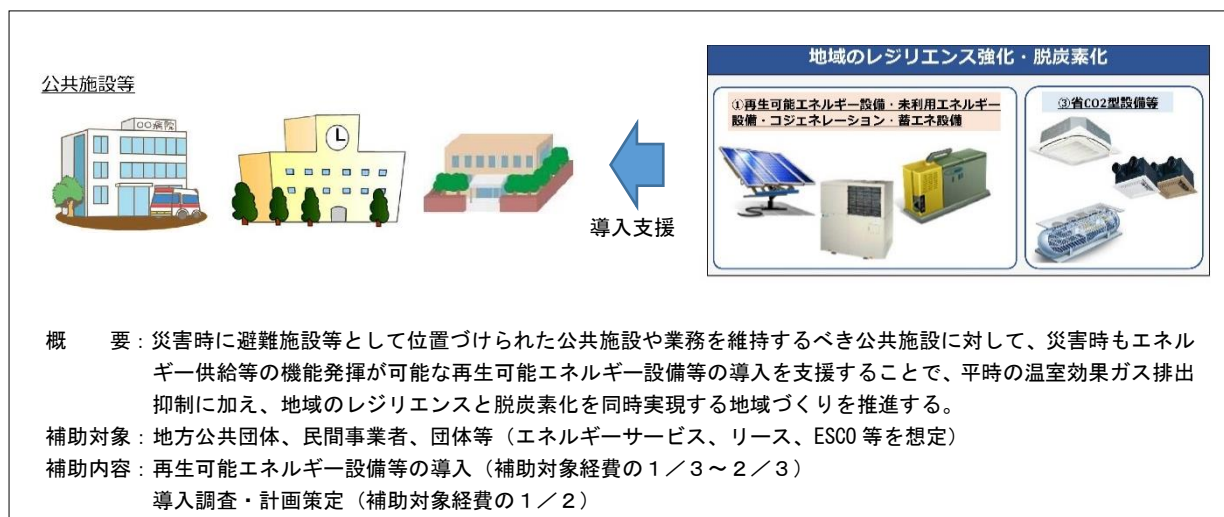 公共施設等
○○病院
導入支援
地域のレジリエンス強化・脱炭素化
①再生可能エネルギー設備・未利用エネルギー
設備・コジェネレーション・蓄エネ設備
③省CO2型設備等
概　　要：災害時に避難施設等として位置づけられた公共施設や業務を維持するべき公共施設に対して、災害時もエネル
ギー供給等の機能発揮が可能な再生可能エネルギー設備等の導入を支援することで、平時の温室効果ガス排出
抑制に加え、地域のレジリエンスと脱炭素化を同時実現する地域づくりを推進する。
補助対象：地方公共団体、民間事業者、団体等（エネルギーサービス、リース、ESCO 等を想定）
補助内容：再生可能エネルギー設備等の導入（補助対象経費の１／３～２／３）
導入調査・計画策定（補助対象経費の１／２）